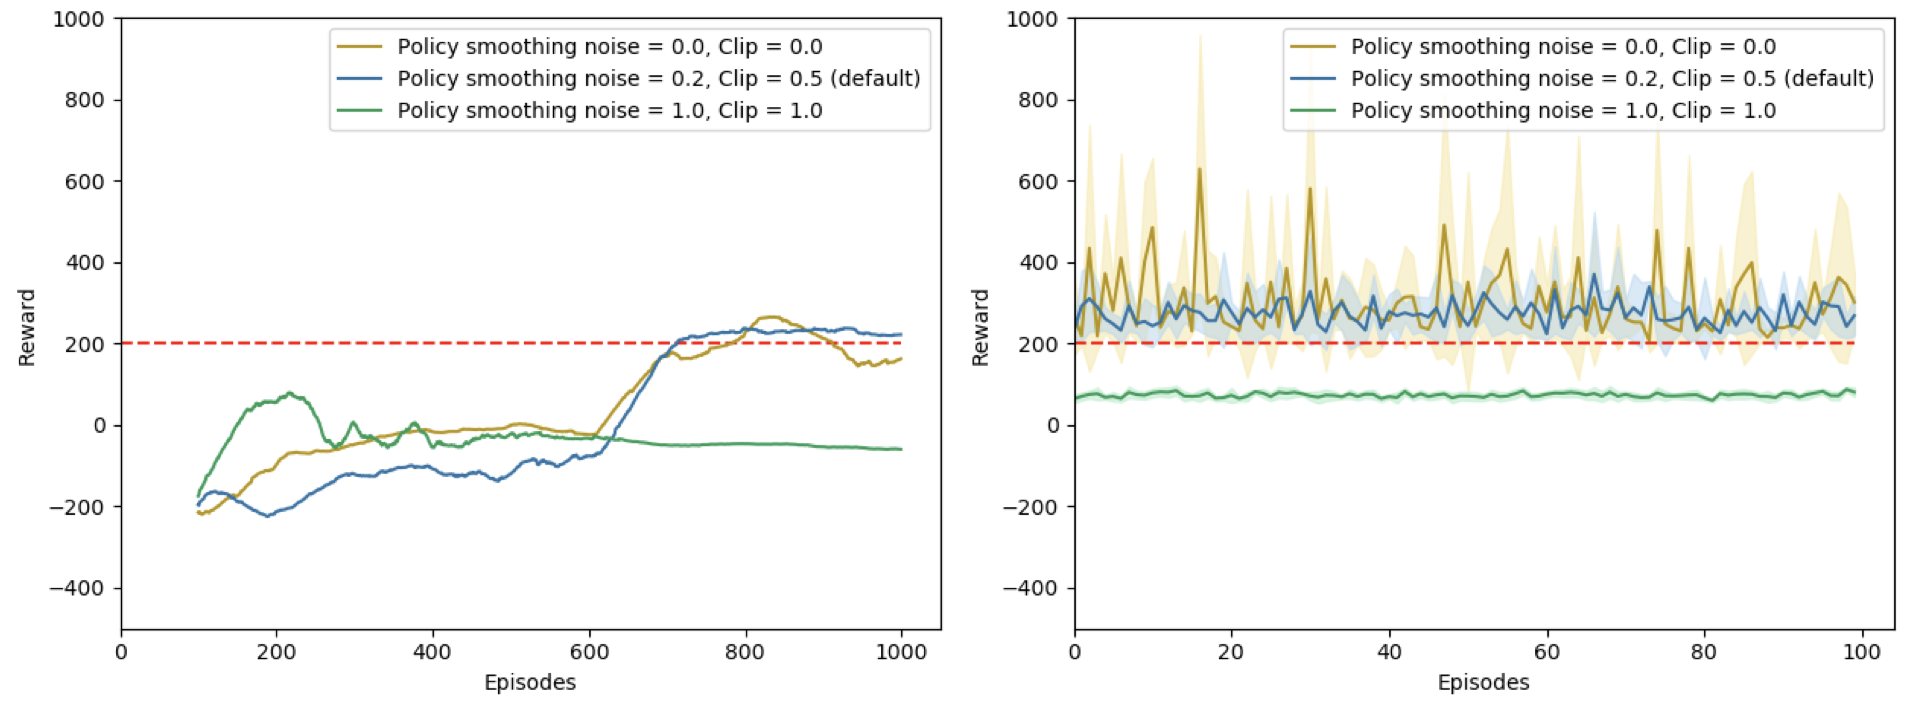 1000
800
600
400
200
0
−200
−400
Reward
0
200
400
600
800
1000
Episodes
Policy smoothing noise = 0.0, Clip = 0.0
Policy smoothing noise = 0.2, Clip = 0.5 (default)
Policy smoothing noise = 1.0, Clip = 1.0
1000
800
600
400
200
0
−200
−400
Reward
0
20
40
60
80
100
Episodes
Policy smoothing noise = 0.0, Clip = 0.0
Policy smoothing noise = 0.2, Clip = 0.5 (default)
Policy smoothing noise = 1.0, Clip = 1.0